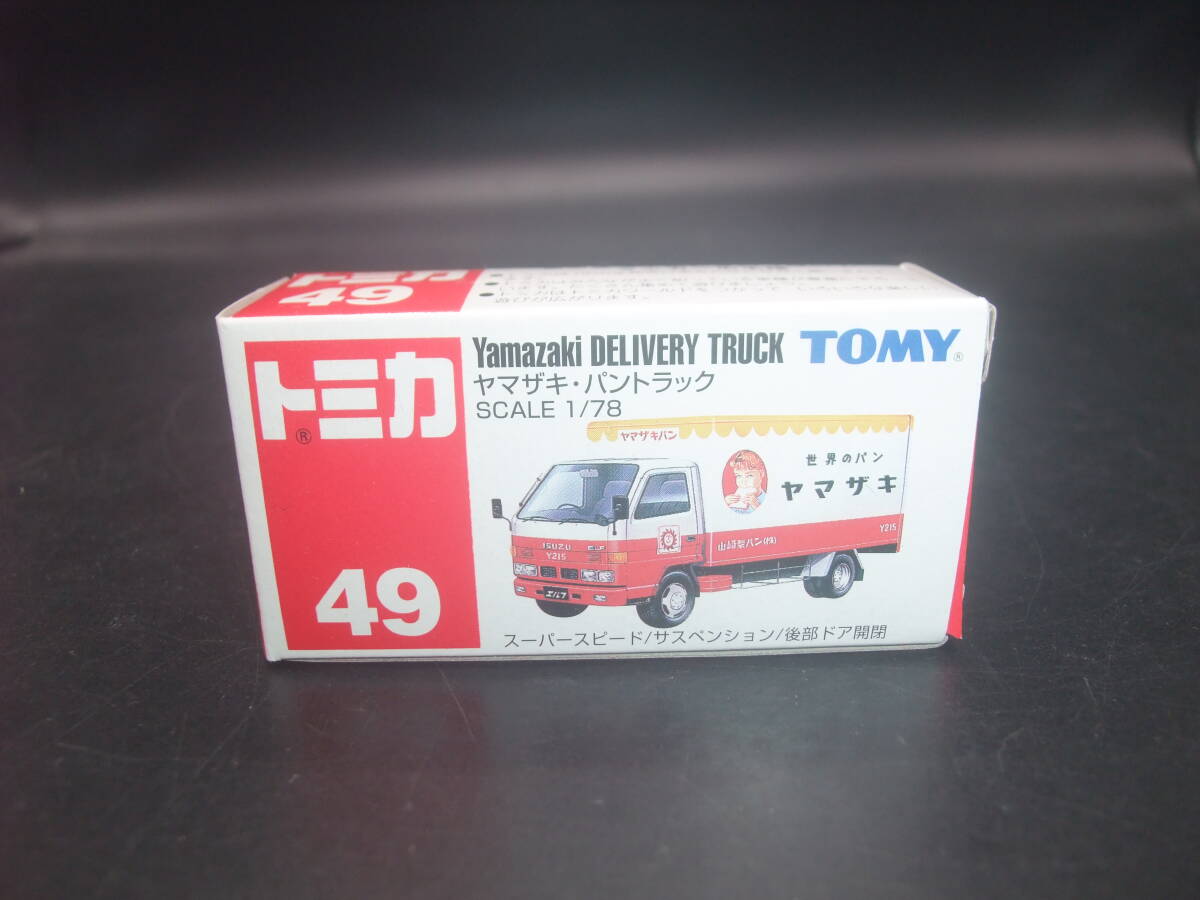 トミカ
49
トミカ®
49
Yamazaki DELIVERY TRUCK TOMY®
ヤマザキ・パントラック
SCALE 1/78
ヤマザキパン
世界のパン
ヤマザキ
ISUZU ELF
Y215
山崎製パン(株)
Y215
エルフ
スーパースピード/サスペンション/後部ドア開閉